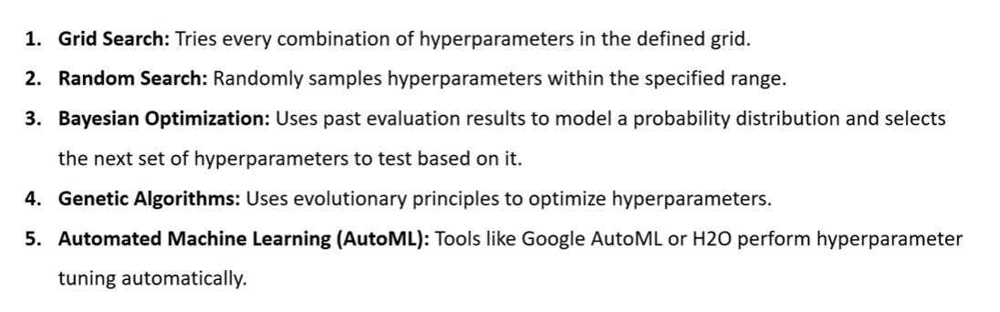 1. Grid Search: Tries every combination of hyperparameters in the defined grid.
2. Random Search: Randomly samples hyperparameters within the specified range.
3. Bayesian Optimization: Uses past evaluation results to model a probability distribution and selects
the next set of hyperparameters to test based on it.
4. Genetic Algorithms: Uses evolutionary principles to optimize hyperparameters.
5. Automated Machine Learning (AutoML): Tools like Google AutoML or H2O perform hyperparameter
tuning automatically.